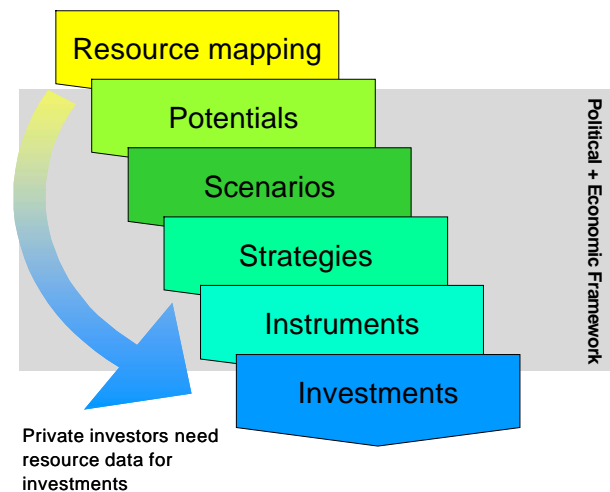 Resource mapping
Potentials
Scenarios
Strategies
Instruments
Investments
Political + Economic Framework
Private investors need
resource data for
investments